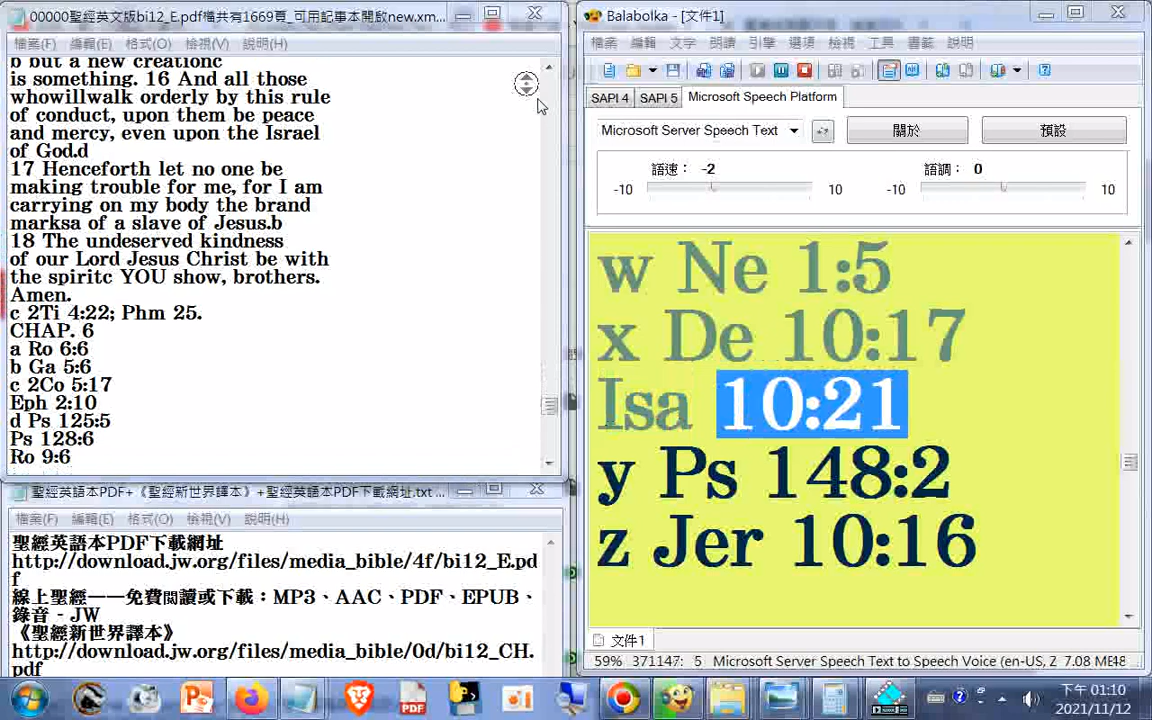 00000聖經英文版bi12_E.pdf檔共有1669頁_可用記事本開啟new.xm...
檔案(F) 編輯(E) 格式(O) 檢視(V) 說明(H)
b but a new creationc
is something. 16 And all those
whowillwalk orderly by this rule
of conduct, upon them be peace
and mercy, even upon the Israel
of God.d
17 Henceforth let no one be
making trouble for me, for I am
carrying on my body the brand
marksa of a slave of Jesus.b
18 The undeserved kindness
of our Lord Jesus Christ be with
the spiritc YOU show, brothers.
Amen.
c 2Ti 4:22; Phm 25.
CHAP. 6
a Ro 6:6
b Ga 5:6
c 2Co 5:17
Eph 2:10
d Ps 125:5
Ps 128:6
Ro 9:6
聖經英語本PDF+《聖經新世界譯本》+聖經英語本PDF下載網址.txt ...
檔案(F) 編輯(E) 格式(O) 檢視(V) 說明(H)
聖經英語本PDF下載網址
http://download.jw.org/files/media_bible/4f/bi12_E.pd
f
線上聖經——免費閱讀或下載：MP3、AAC、PDF、EPUB、
錄音 - JW
《聖經新世界譯本》
http://download.jw.org/files/media_bible/0d/bi12_CH.
pdf
Balabolka - [文件1]
檔案 編輯 文字 朗讀 引擎 選項 檢視 工具 書籤 說明
SAPI 4 SAPI 5 Microsoft Speech Platform
Microsoft Server Speech Text 關於 預設
語速： -2 語調： 0
-10 10 -10 10
w Ne 1:5
x De 10:17
Isa 10:21
y Ps 148:2
z Jer 10:16
文件1
59% 371147: 5 Microsoft Server Speech Text to Speech Voice (en-US, Z 7.08 MB
下午 01:10
2021/11/12